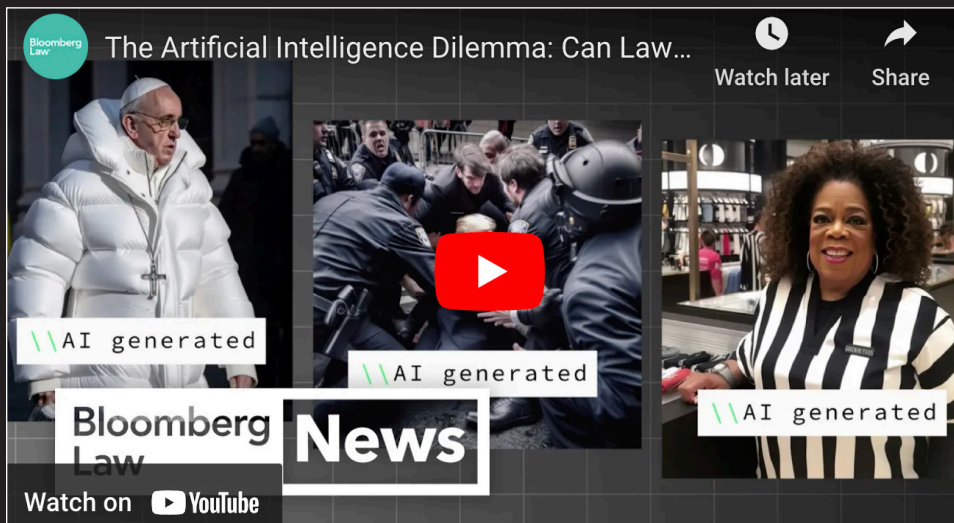 Bloomberg
Law
The Artificial Intelligence Dilemma: Can Law...
Watch later
Share
\\AI generated
\\AI generated
\\AI generated
Bloomberg
Law
News
Watch on YouTube